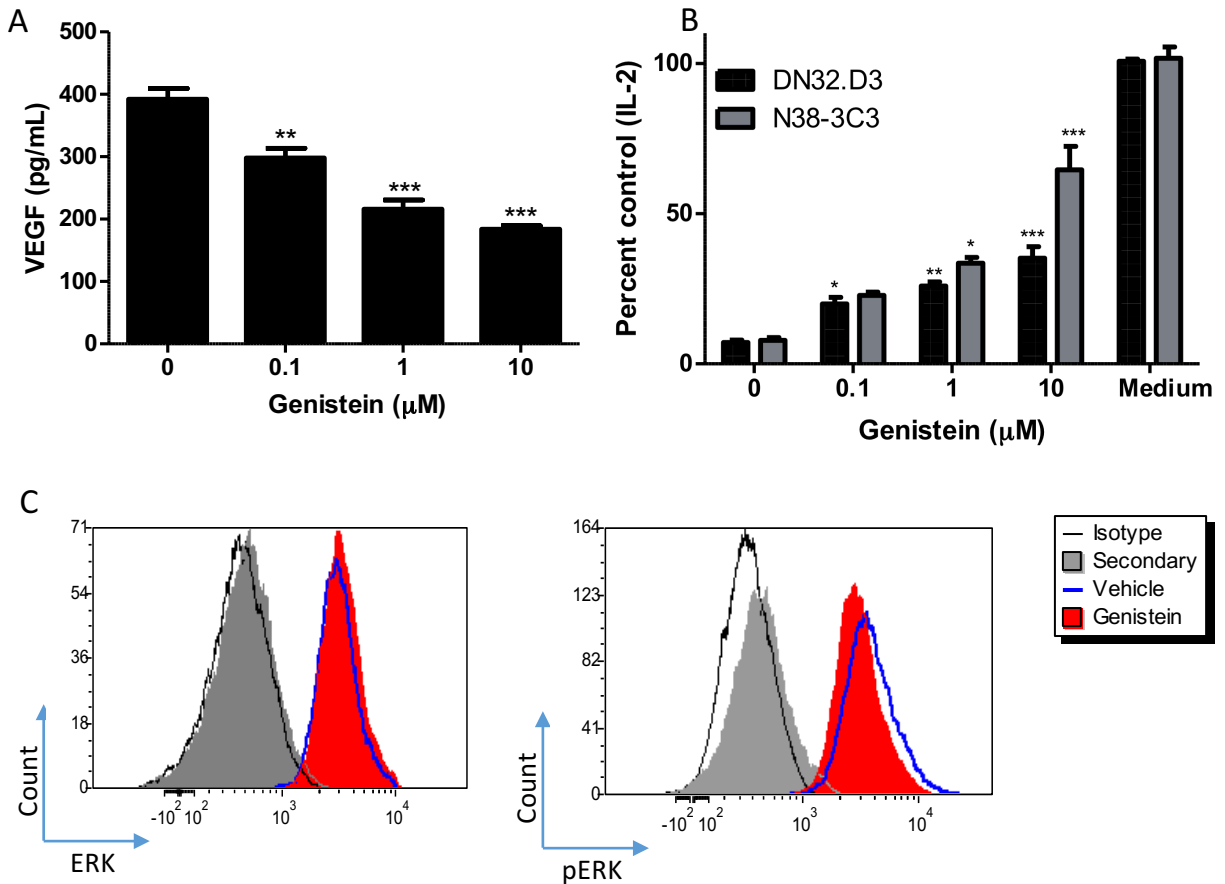 A
500
400
300
200
100
0
VEGF (pg/mL)
**
***
***
0 0.1 1 10
Genistein (μM)
B
100
50
0
Percent control (IL-2)
DN32.D3
N38-3C3
*
**
*
***
***
0 0.1 1 10 Medium
Genistein (μM)
C
71
54
36
18
0
-10² 10² 10³ 10⁴
Count
ERK
164
123
82
41
0
-10² 10² 10³ 10⁴
Count
pERK
Isotype
Secondary
Vehicle
Genistein